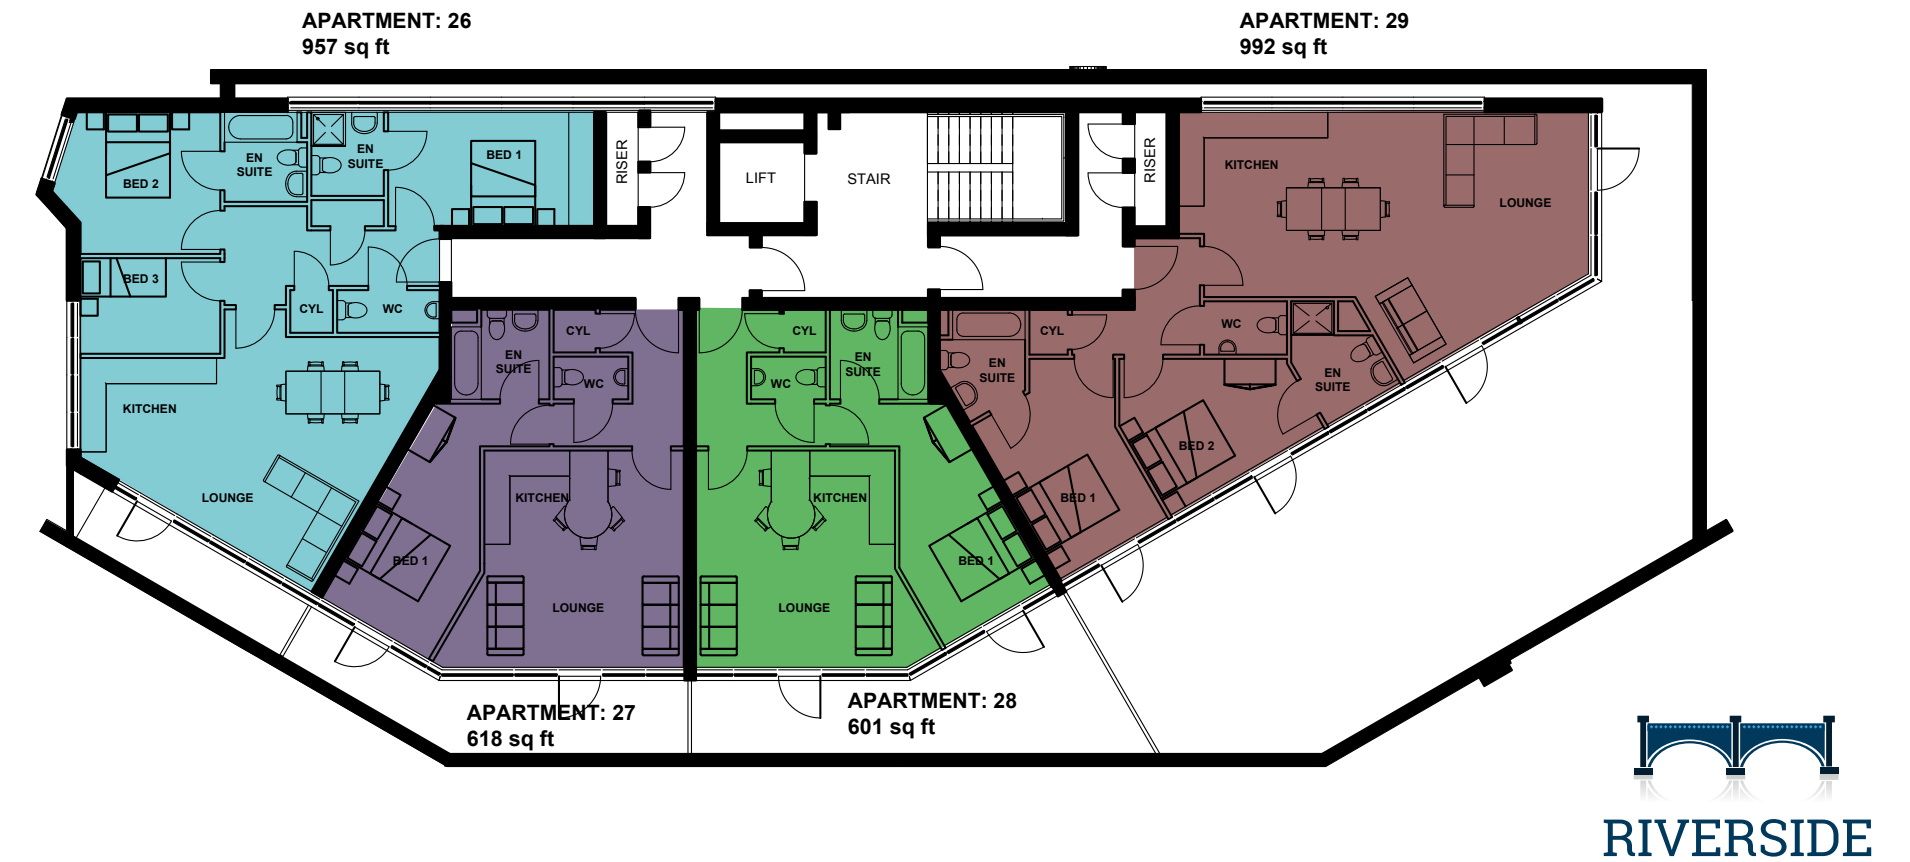 APARTMENT: 26
957 sq ft
APARTMENT: 29
992 sq ft
BED 2
EN
SUITE
EN
SUITE
BED 1
RISER
LIFT
STAIR
RISER
KITCHEN
LOUNGE
BED 3
CYL
WC
KITCHEN
LOUNGE
CYL
EN
SUITE
WC
KITCHEN
BED 1
LOUNGE
CYL
EN
SUITE
WC
KITCHEN
BED 1
LOUNGE
CYL
EN
SUITE
WC
EN
SUITE
BED 2
BED 1
APARTMENT: 27
618 sq ft
APARTMENT: 28
601 sq ft
RIVERSIDE